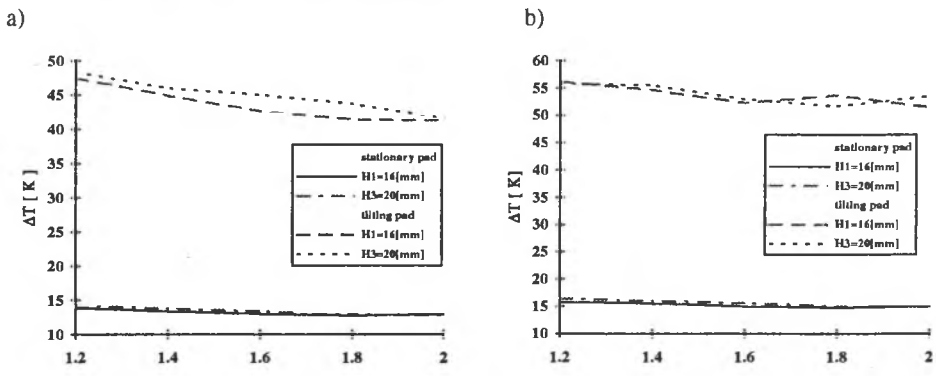 a)
50
45
40
35
30
25
20
15
10
ΔT [ K ]
1.2
1.4
1.6
1.8
2
stationary pad
H1=16[mm]
H3=20[mm]
tilting pad
H1=16[mm]
H3=20[mm]
b)
60
55
50
45
40
35
30
25
20
15
10
ΔT [ K ]
1.2
1.4
1.6
1.8
2
stationary pad
H1=16[mm]
H3=20[mm]
tilting pad
H1=16[mm]
H3=20[mm]